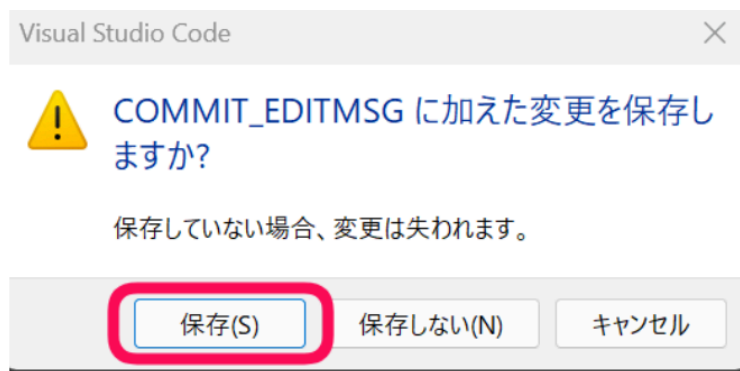 Visual Studio Code
COMMIT_EDITMSG に加えた変更を保存し
ますか?
保存していない場合、変更は失われます。
保存(S) 保存しない(N) キャンセル